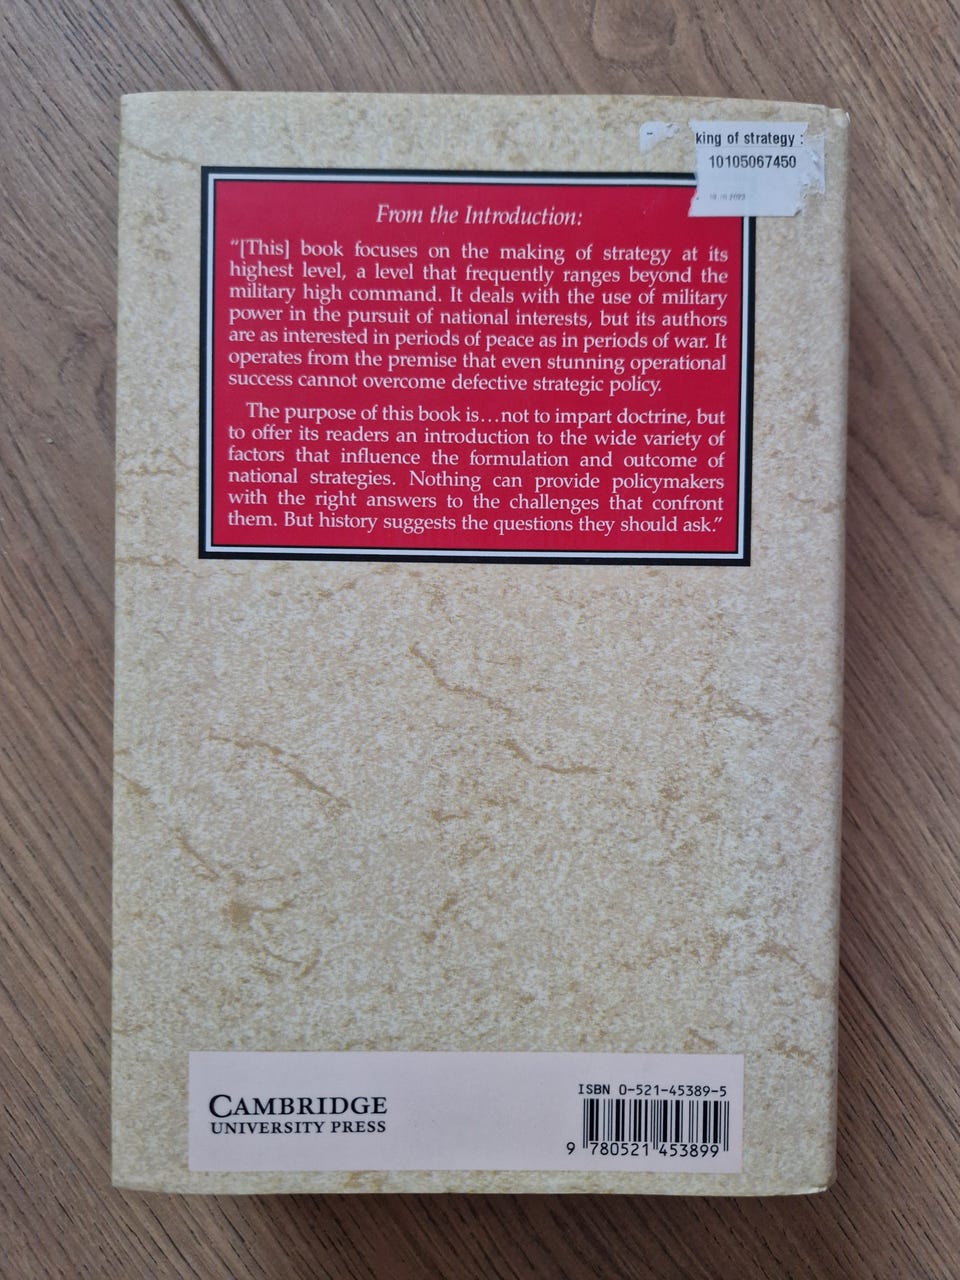 king of strategy :
10105067450
From the Introduction:
“[This] book focuses on the making of strategy at its
highest level, a level that frequently ranges beyond the
military high command. It deals with the use of military
power in the pursuit of national interests, but its authors
are as interested in periods of peace as in periods of war. It
operates from the premise that even stunning operational
success cannot overcome defective strategic policy.
The purpose of this book is…not to impart doctrine, but
to offer its readers an introduction to the wide variety of
factors that influence the formulation and outcome of
national strategies. Nothing can provide policymakers
with the right answers to the challenges that confront
them. But history suggests the questions they should ask.”
CAMBRIDGE
UNIVERSITY PRESS
ISBN 0-521-45389-5
9 780521 453899